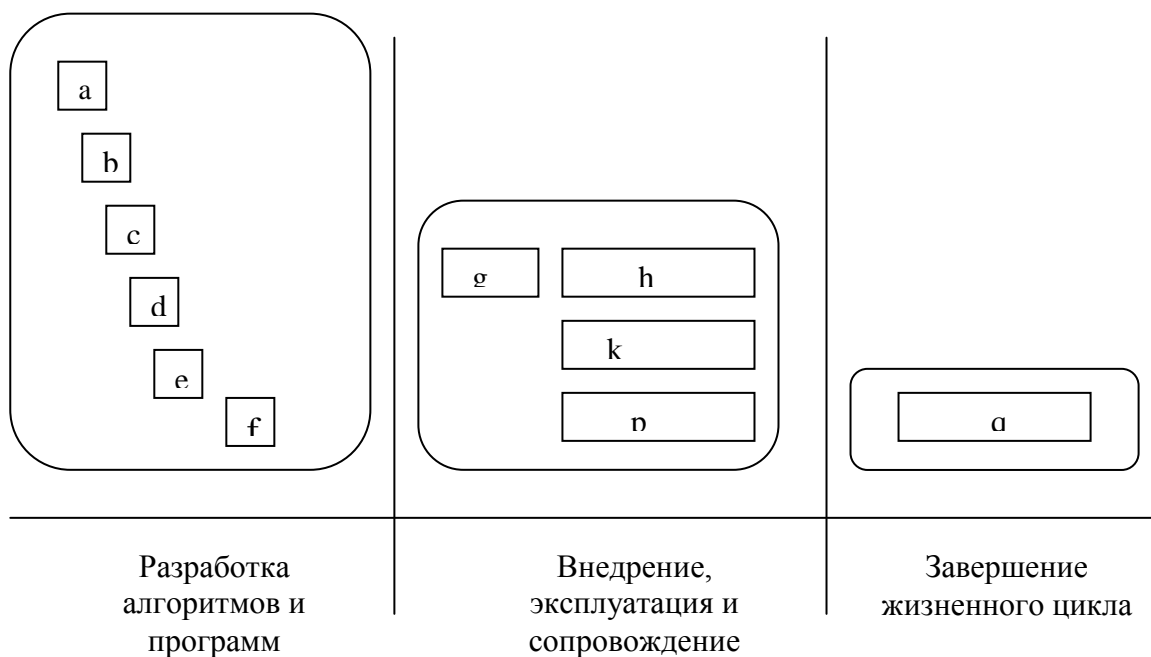 a
b
c
d
e
f
g
h
k
p
q
Разработка
алгоритмов и
программ
Внедрение,
эксплуатация и
сопровождение
Завершение
жизненного цикла